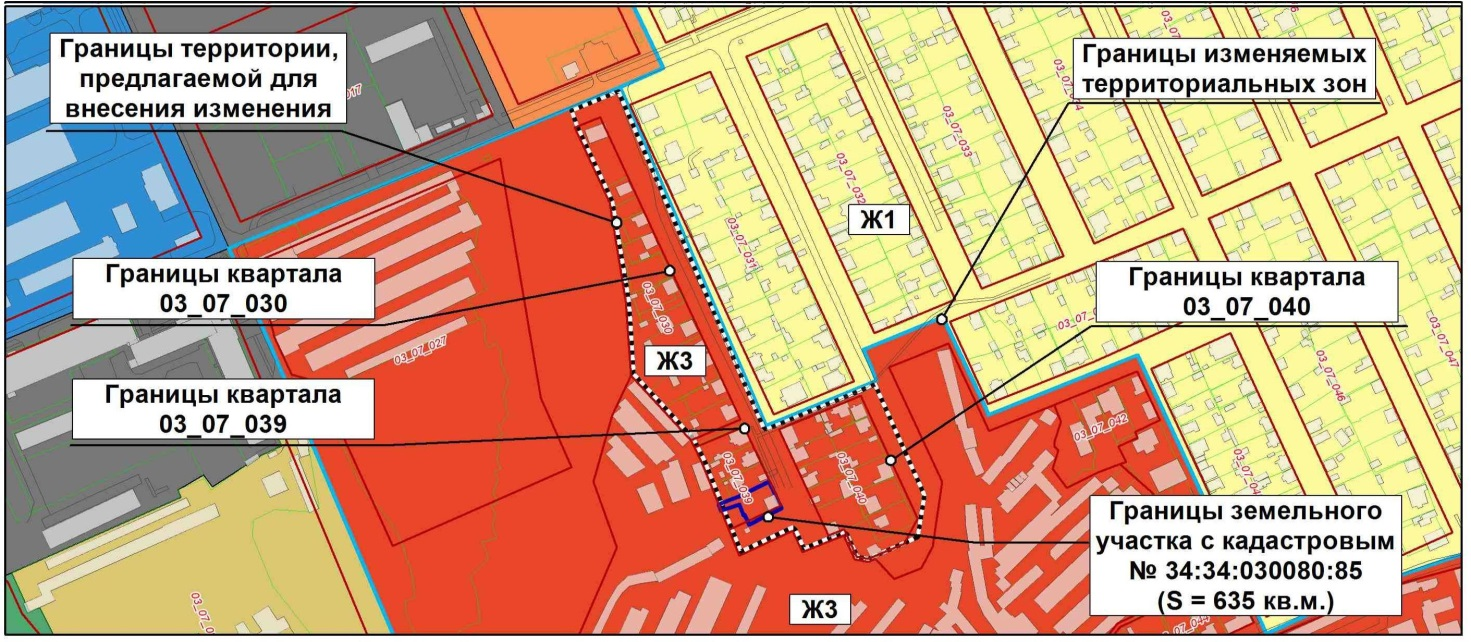 Границы территории,
предлагаемой для
внесения изменения
Границы изменяемых
территориальных зон
03_07_033
03_07_032
03_07_031
Ж1
Границы квартала
03_07_030
Границы квартала
03_07_040
03_07_030
03_07_027
Ж3
03_07_047
03_07_046
Границы квартала
03_07_039
03_07_042
03_07_039
03_07_040
Границы земельного
участка с кадастровым
№ 34:34:030080:85
(S = 635 кв.м.)
Ж3